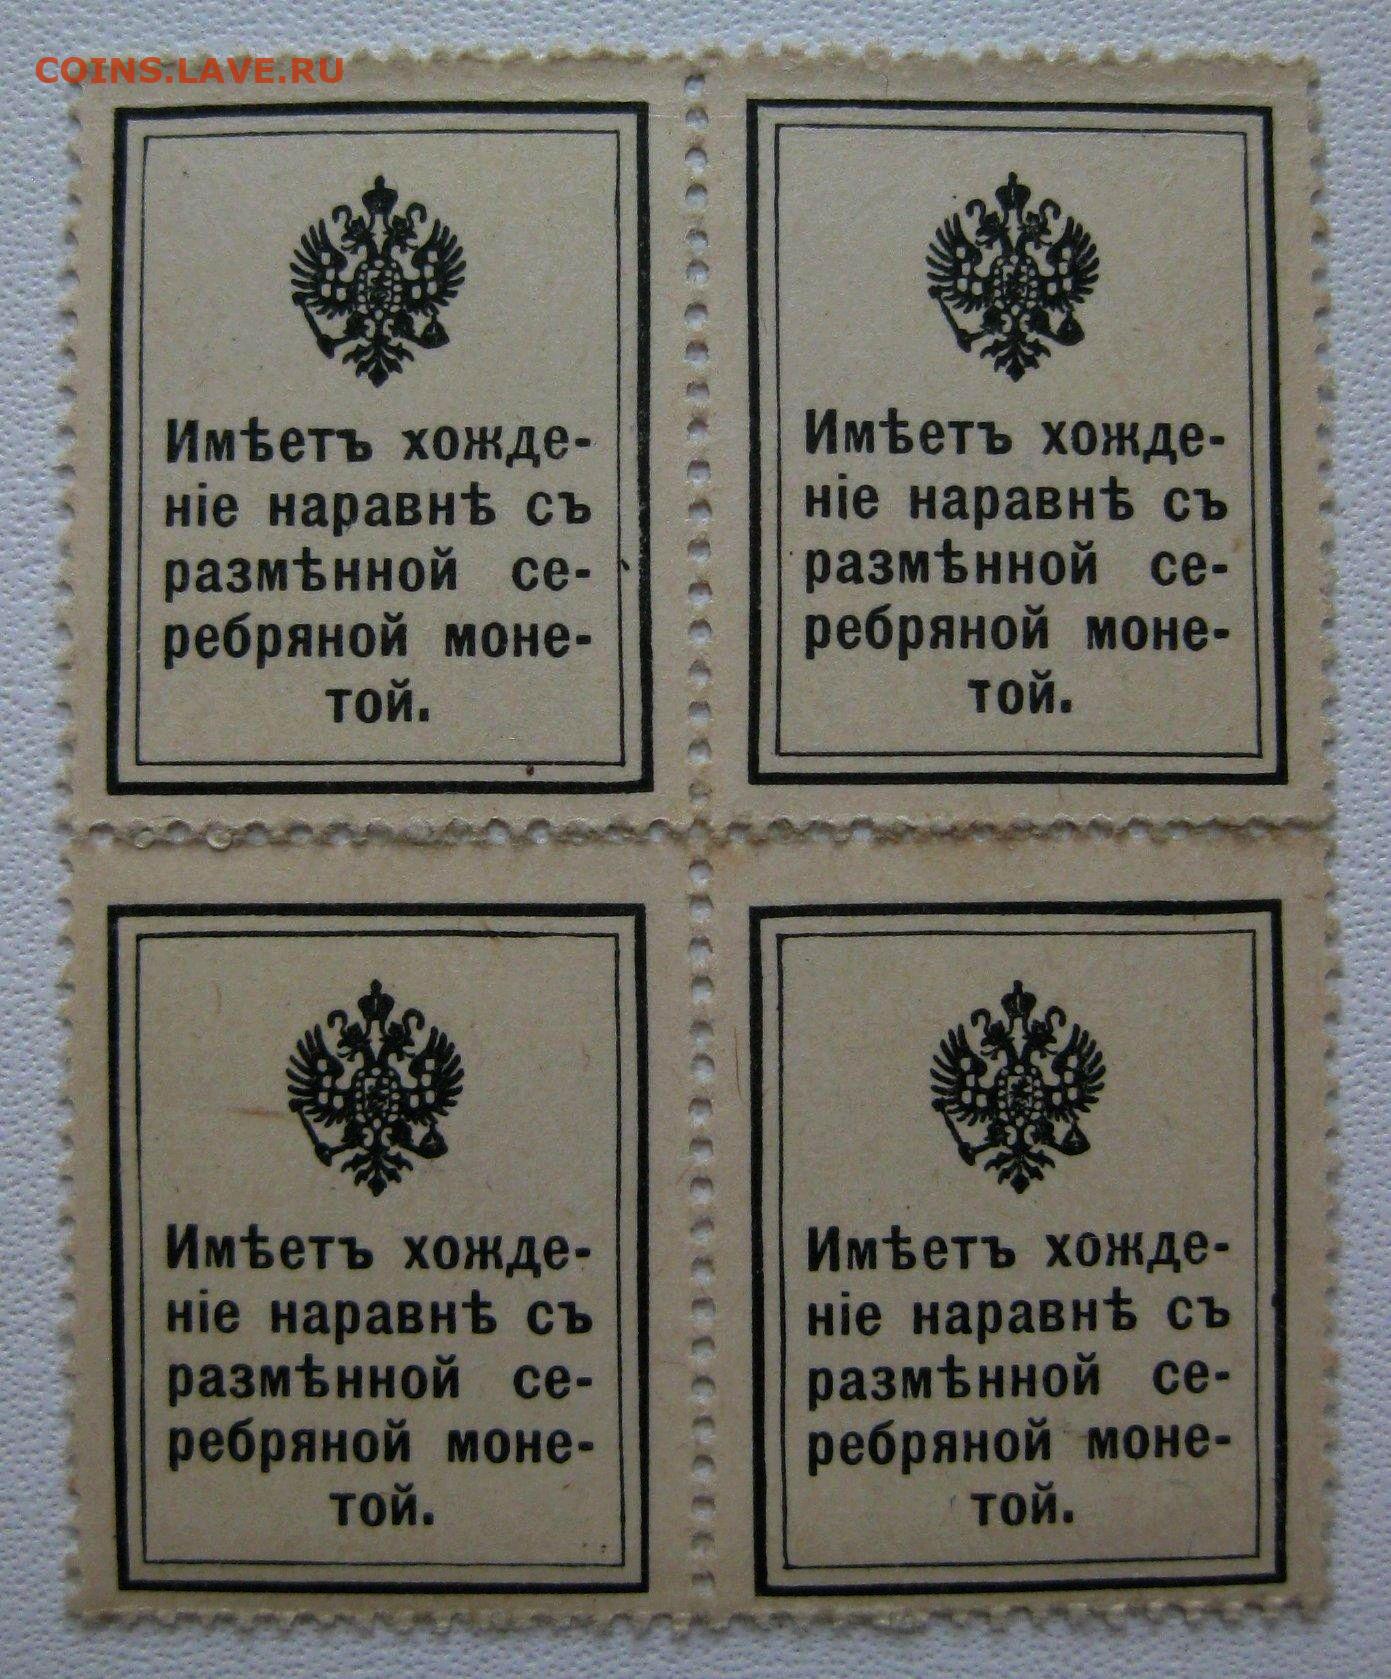 COINS.LAVE.RU
Имѣетъ хожде-
ніе наравнѣ съ
размѣнной се-
ребряной моне-
той.
Имѣетъ хожде-
ніе наравнѣ съ
размѣнной се-
ребряной моне-
той.
Имѣетъ хожде-
ніе наравнѣ съ
размѣнной се-
ребряной моне-
той.
Имѣетъ хожде-
ніе наравнѣ съ
размѣнной се-
ребряной моне-
той.